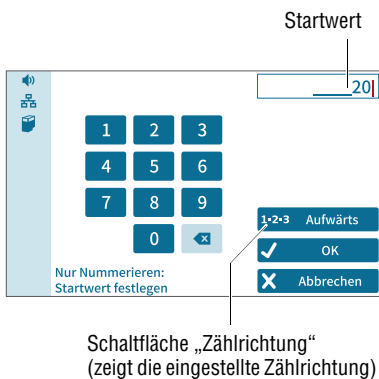 Startwert
____20
1 2 3
4 5 6
7 8 9
1•2•3 Aufwärts
0
OK
Nur Nummerieren:
Startwert festlegen
Abbrechen
Schaltfläche „Zählrichtung“
(zeigt die eingestellte Zählrichtung)